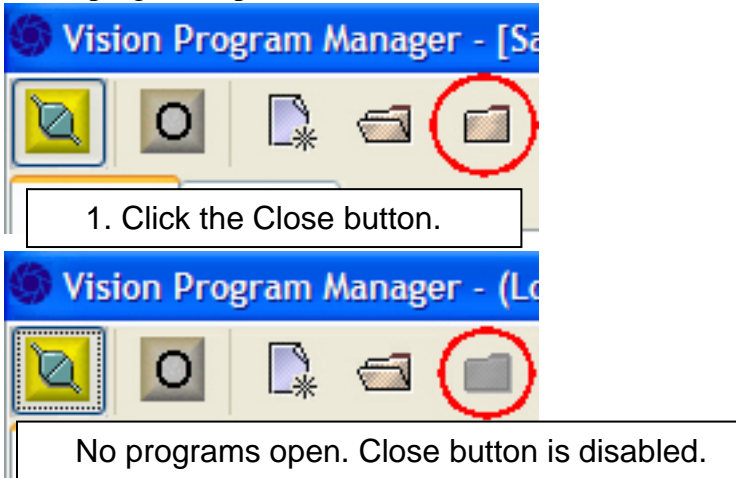 Vision Program Manager - [Sa
1. Click the Close button.
Vision Program Manager - (Lo
No programs open. Close button is disabled.